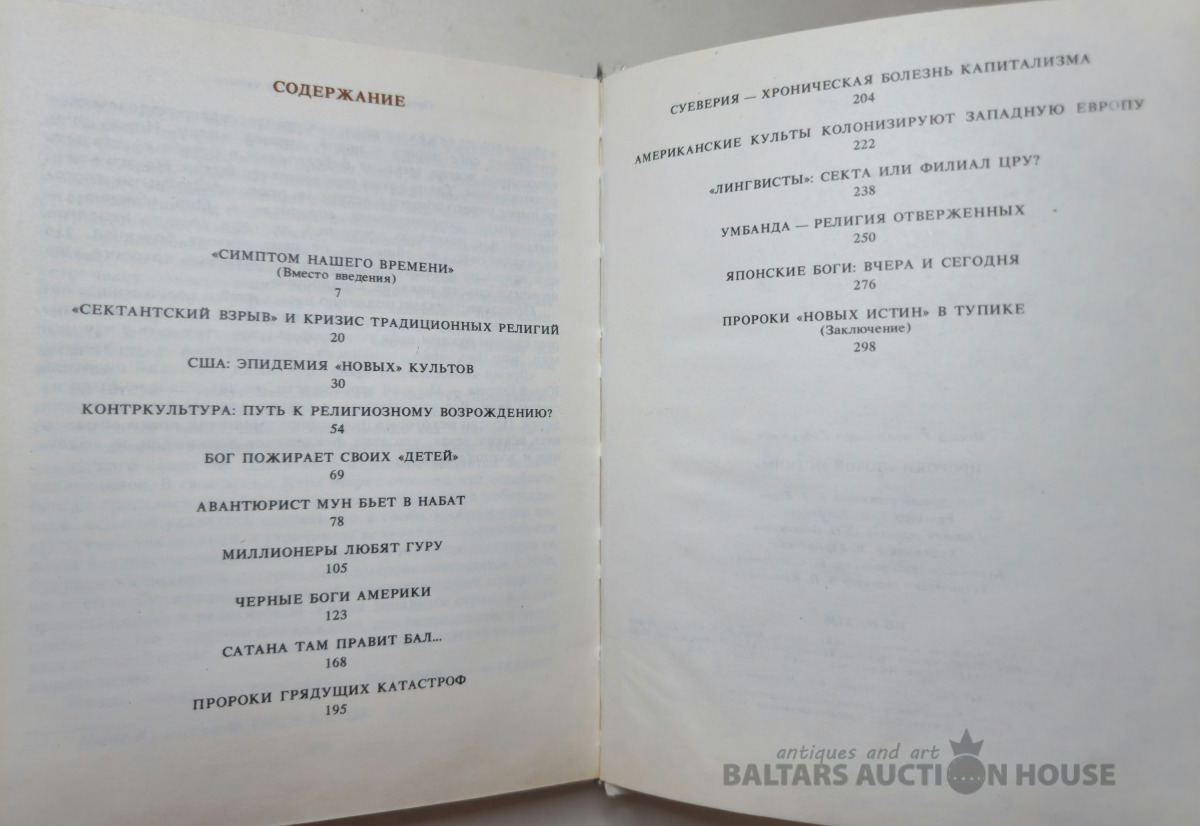 СОДЕРЖАНИЕ
«СИМПТОМ НАШЕГО ВРЕМЕНИ»
(Вместо введения)
7
«СЕКТАНТСКИЙ ВЗРЫВ» И КРИЗИС ТРАДИЦИОННЫХ РЕЛИГИЙ
20
США: ЭПИДЕМИЯ «НОВЫХ» КУЛЬТОВ
30
КОНТРКУЛЬТУРА: ПУТЬ К РЕЛИГИОЗНОМУ ВОЗРОЖДЕНИЮ?
54
БОГ ПОЖИРАЕТ СВОИХ «ДЕТЕЙ»
69
АВАНТЮРИСТ МУН БЬЕТ В НАБАТ
78
МИЛЛИОНЕРЫ ЛЮБЯТ ГУРУ
105
ЧЕРНЫЕ БОГИ АМЕРИКИ
123
САТАНА ТАМ ПРАВИТ БАЛ...
168
ПРОРОКИ ГРЯДУЩИХ КАТАСТРОФ
195
СУЕВЕРИЯ — ХРОНИЧЕСКАЯ БОЛЕЗНЬ КАПИТАЛИЗМА
204
АМЕРИКАНСКИЕ КУЛЬТЫ КОЛОНИЗИРУЮТ ЗАПАДНУЮ ЕВРОПУ
222
«ЛИНГВИСТЫ»: СЕКТА ИЛИ ФИЛИАЛ ЦРУ?
238
УМБАНДА — РЕЛИГИЯ ОТВЕРЖЕННЫХ
250
ЯПОНСКИЕ БОГИ: ВЧЕРА И СЕГОДНЯ
276
ПРОРОКИ «НОВЫХ ИСТИН» В ТУПИКЕ
(Заключение)
298
antiques and art
BALTARS AUCTION HOUSE